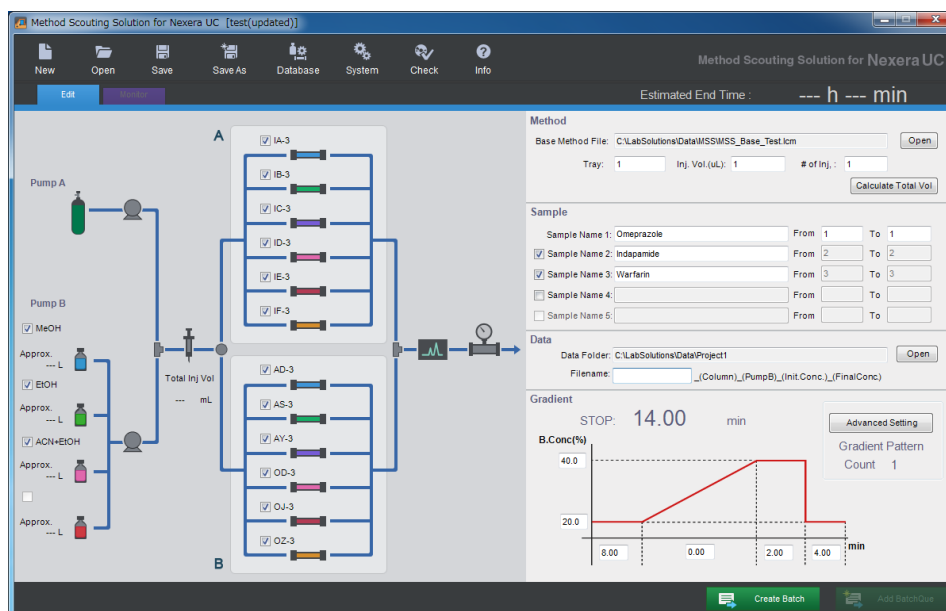 Method Scouting Solution for Nexera UC [test(updated)]
New Open Save Save As Database System Check Info
Method Scouting Solution for Nexera UC
Edit Monitor
Estimated End Time : --- h --- min
A
IA-3
IB-3
IC-3
ID-3
IE-3
IF-3
Pump A
Pump B
MeOH
Approx.
--- L
EtOH
Approx.
--- L
ACN+EtOH
Approx.
--- L
Approx.
--- L
Total Inj Vol
--- mL
AD-3
AS-3
AY-3
OD-3
OJ-3
OZ-3
B
Method
Base Method File: C:\LabSolutions\Data\MSS\MSS_Base_Test.lcm Open
Tray: 1 Inj. Vol.(uL): 1 # of Inj. : 1
Calculate Total Vol
Sample
Sample Name 1: Omeprazole From 1 To 1
Sample Name 2: Indapamide From 2 To 2
Sample Name 3: Warfarin From 3 To 3
Sample Name 4: From To
Sample Name 5: From To
Data
Data Folder: C:\LabSolutions\Data\Project1 Open
Filename: _(Column)_(PumpB)_(Init.Conc.)_(FinalConc.)
Gradient
STOP: 14.00 min
Advanced Setting
Gradient Pattern
Count 1
B.Conc(%)
40.0
20.0
8.00 0.00 2.00 4.00 min
Create Batch Add BatchQue